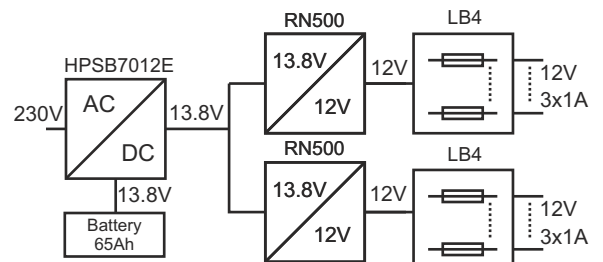 HPSB7012E
230V
AC
DC
13.8V
13.8V
Battery
65Ah
RN500
13.8V
12V
12V
LB4
12V
3x1A
RN500
13.8V
12V
12V
LB4
12V
3x1A